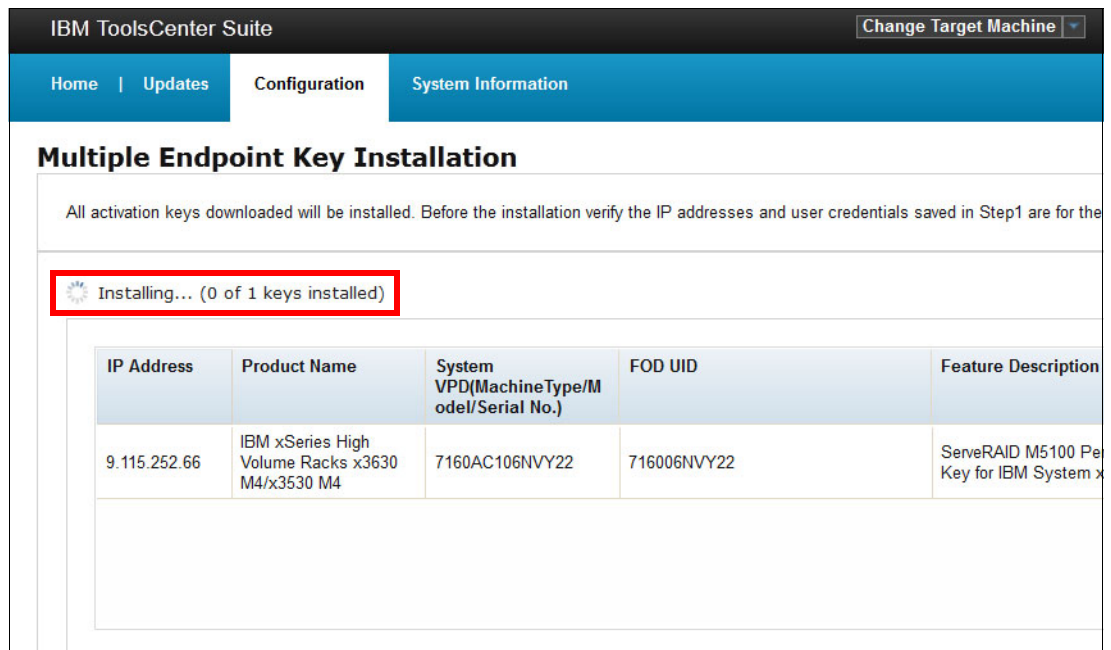 IBM ToolsCenter Suite
Change Target Machine
Home | Updates Configuration System Information
Multiple Endpoint Key Installation
All activation keys downloaded will be installed. Before the installation verify the IP addresses and user credentials saved in Step1 are for the
Installing... (0 of 1 keys installed)
IP Address Product Name System FOD UID Feature Description
VPD(MachineType/M
odel/Serial No.)
IBM xSeries High
9.115.252.66 Volume Racks x3630 7160AC106NVY22 716006NVY22 ServeRAID M5100
M4/x3530 M4 Key for IBM System x